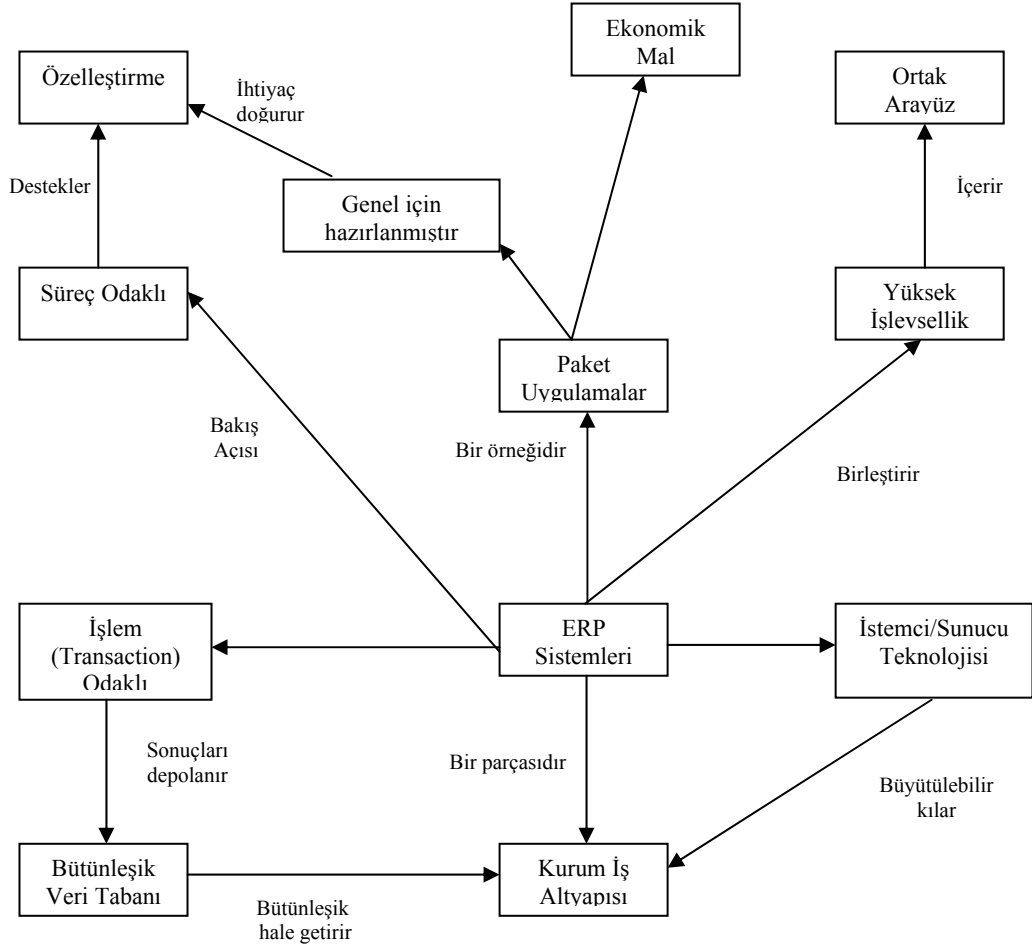 Ekonomik
Mal
Özelleştirme
İhtiyaç
doğurur
Ortak
Arayüz
Destekler
Genel için
hazırlanmıştır
İçerir
Süreç Odaklı
Yüksek
İşlevsellik
Paket
Uygulamalar
Bakış
Açısı
Bir örneğidir
Birleştirir
İşlem
(Transaction)
Odaklı
ERP
Sistemleri
İstemci/Sunucu
Teknolojisi
Sonuçları
depolanır
Bir parçasıdır
Büyütülebilir
kılar
Bütünleşik
Veri Tabanı
Kurum İş
Altyapısı
Bütünleşik
hale getirir